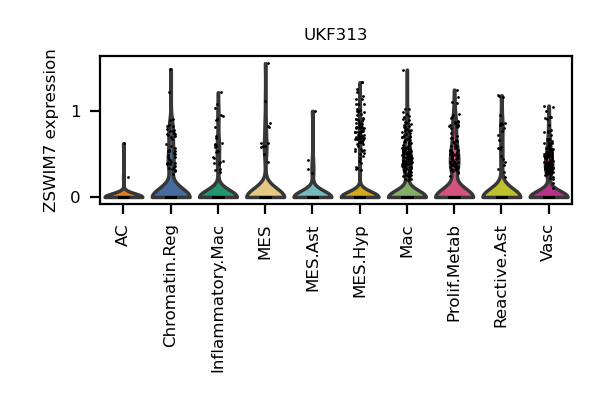 UKF313
ZSWIM7 expression
1
0
AC
Chromatin.Reg
Inflammatory.Mac
MES
MES.Ast
MES.Hyp
Mac
Prolif.Metab
Reactive.Ast
Vasc